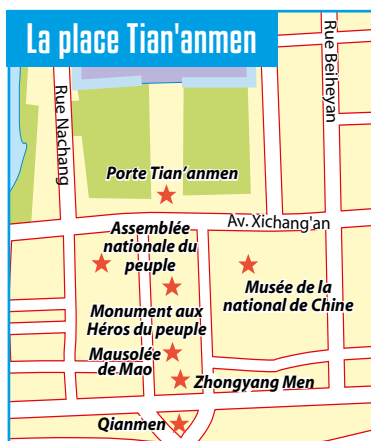 La place Tian'anmen
Rue Nachang
Rue Beiheyan
Porte Tian'anmen
Av. Xichang'an
Assemblée
nationale du
peuple
Musée de la
national de Chine
Monument aux
Héros du peuple
Mausolée
de Mao
Zhongyang Men
Qianmen